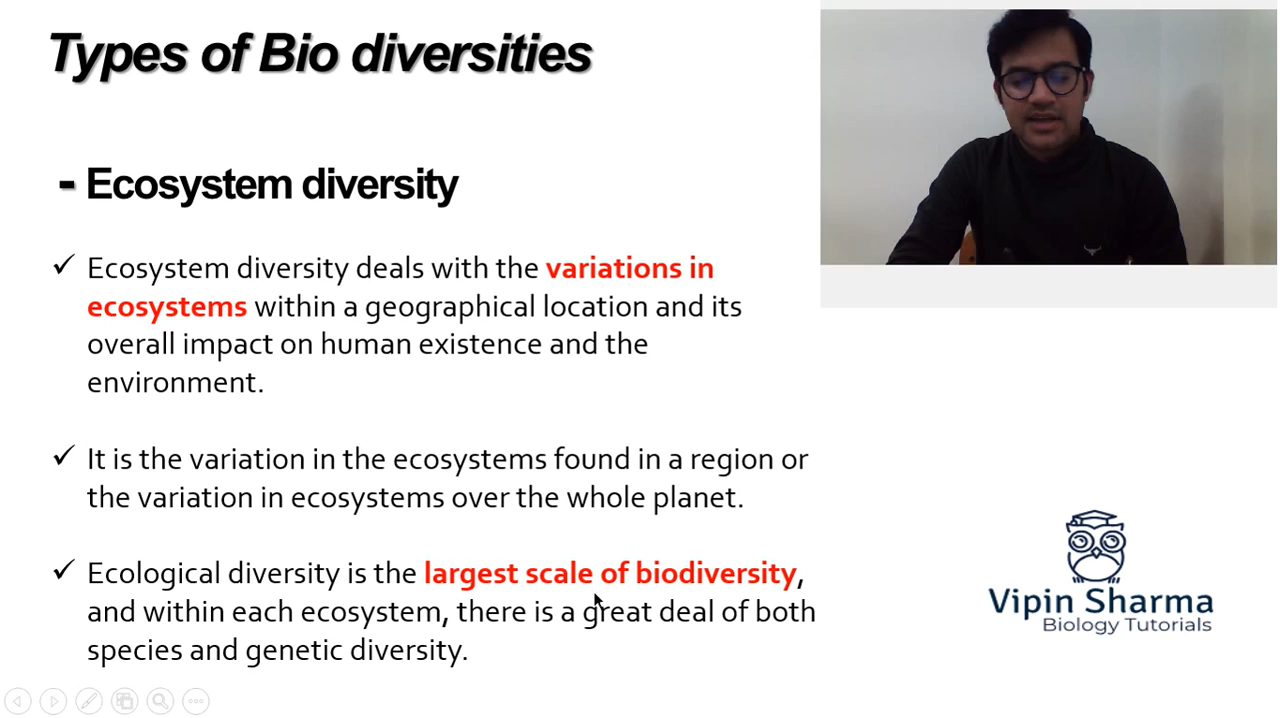 Types of Bio diversities
- Ecosystem diversity
✓ Ecosystem diversity deals with the variations in
ecosystems within a geographical location and its
overall impact on human existence and the
environment.
✓ It is the variation in the ecosystems found in a region or
the variation in ecosystems over the whole planet.
✓ Ecological diversity is the largest scale of biodiversity,
and within each ecosystem, there is a great deal of both
species and genetic diversity.
Vipin Sharma
Biology Tutorials